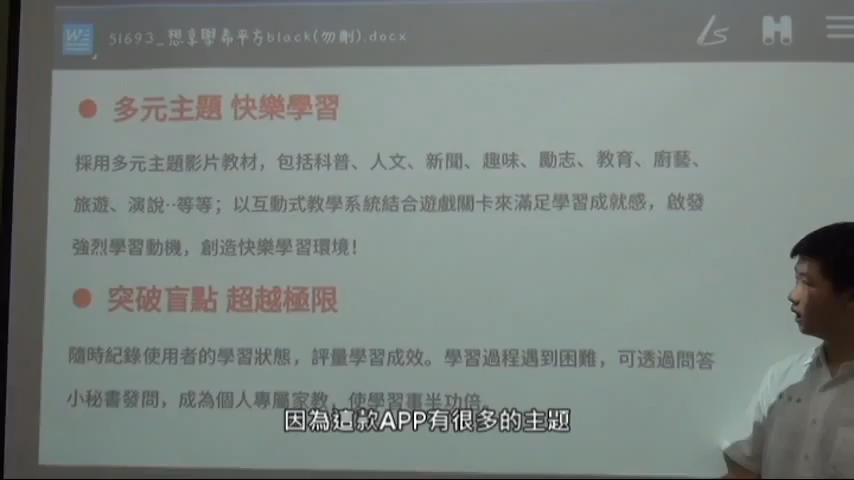 51693_想享學冪平方black(勿刪).docx
● 多元主題 快樂學習
採用多元主題影片教材，包括科普、人文、新聞、趣味、勵志、教育、廚藝、
旅遊、演說‥等等；以互動式教學系統結合遊戲關卡來滿足學習成就感，啟發
強烈學習動機，創造快樂學習環境！
● 突破盲點 超越極限
隨時紀錄使用者的學習狀態，評量學習成效。學習過程遇到困難，可透過問答
小秘書發問，成為個人專屬家教，使學習事半功倍。
因為這款APP有很多的主題